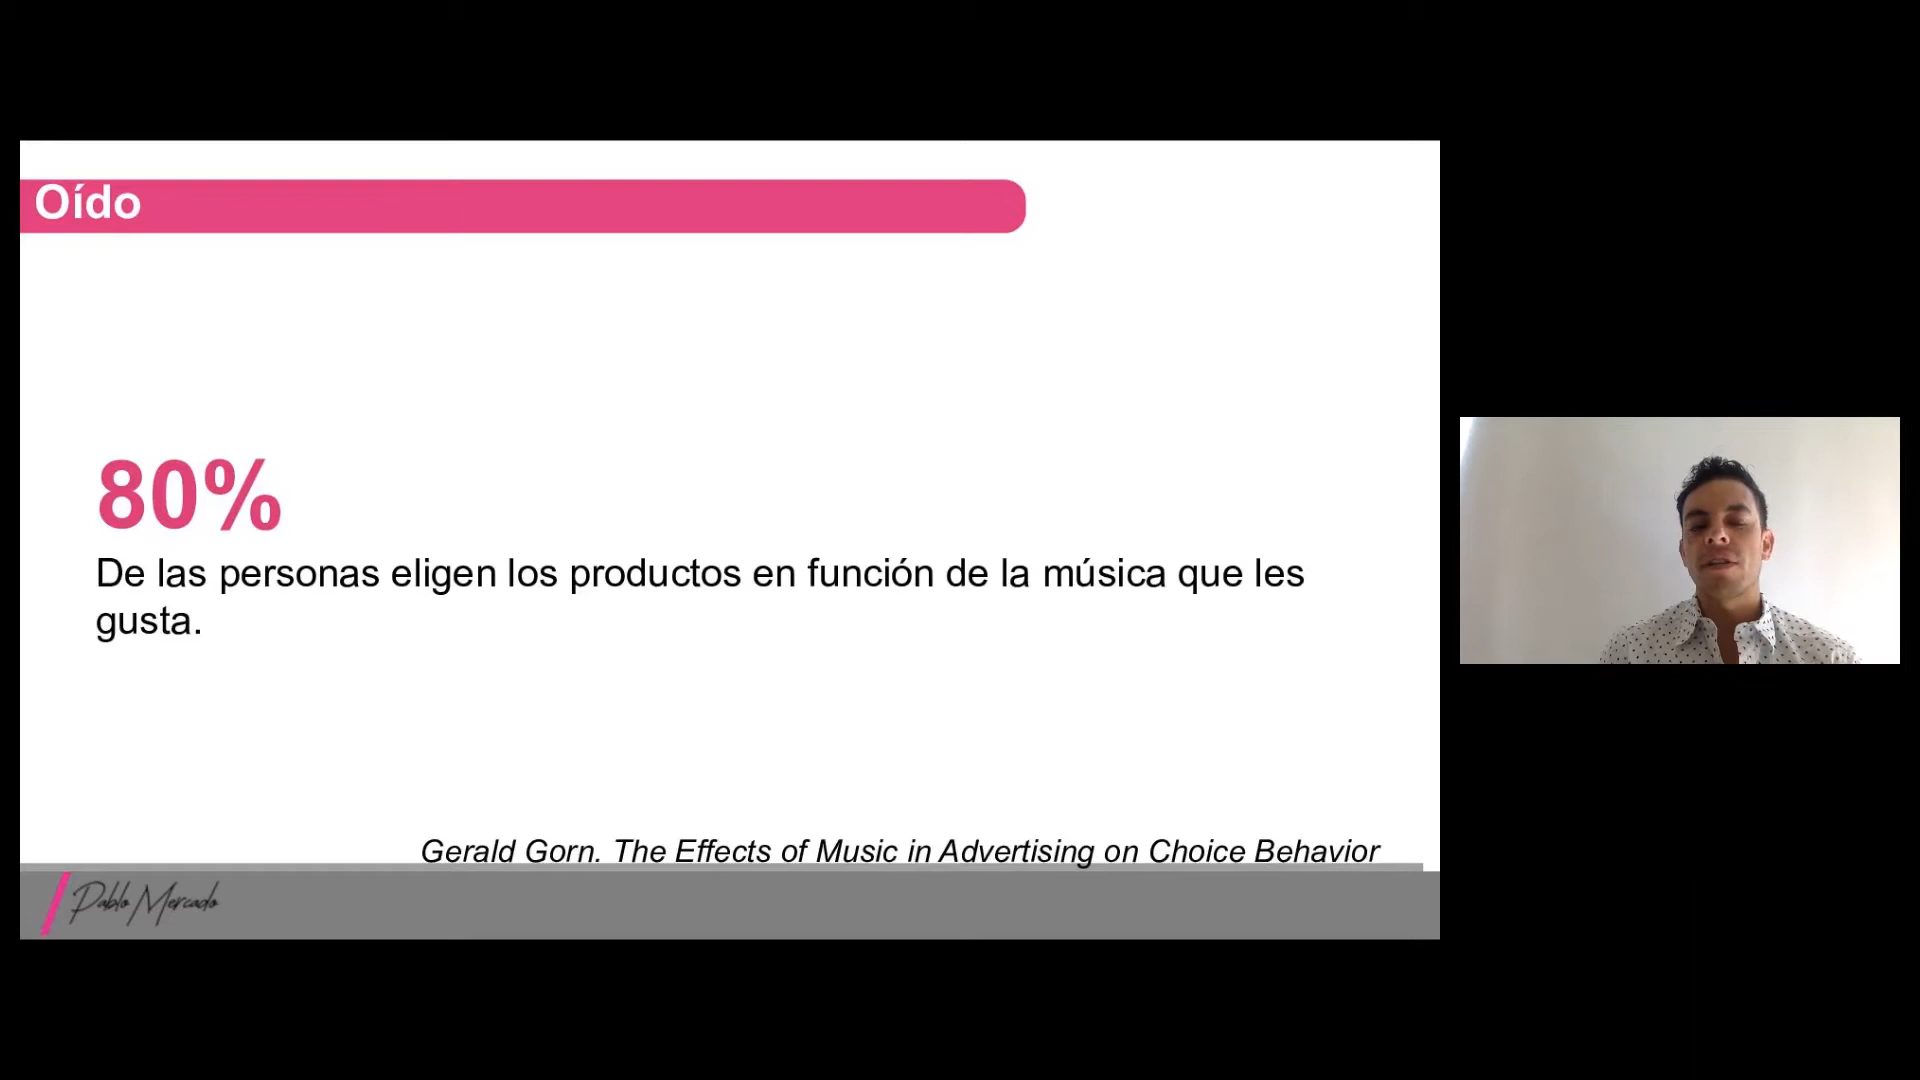 Oído
80%
De las personas eligen los productos en función de la música que les
gusta.
Gerald Gorn. The Effects of Music in Advertising on Choice Behavior
Pablo Mercado